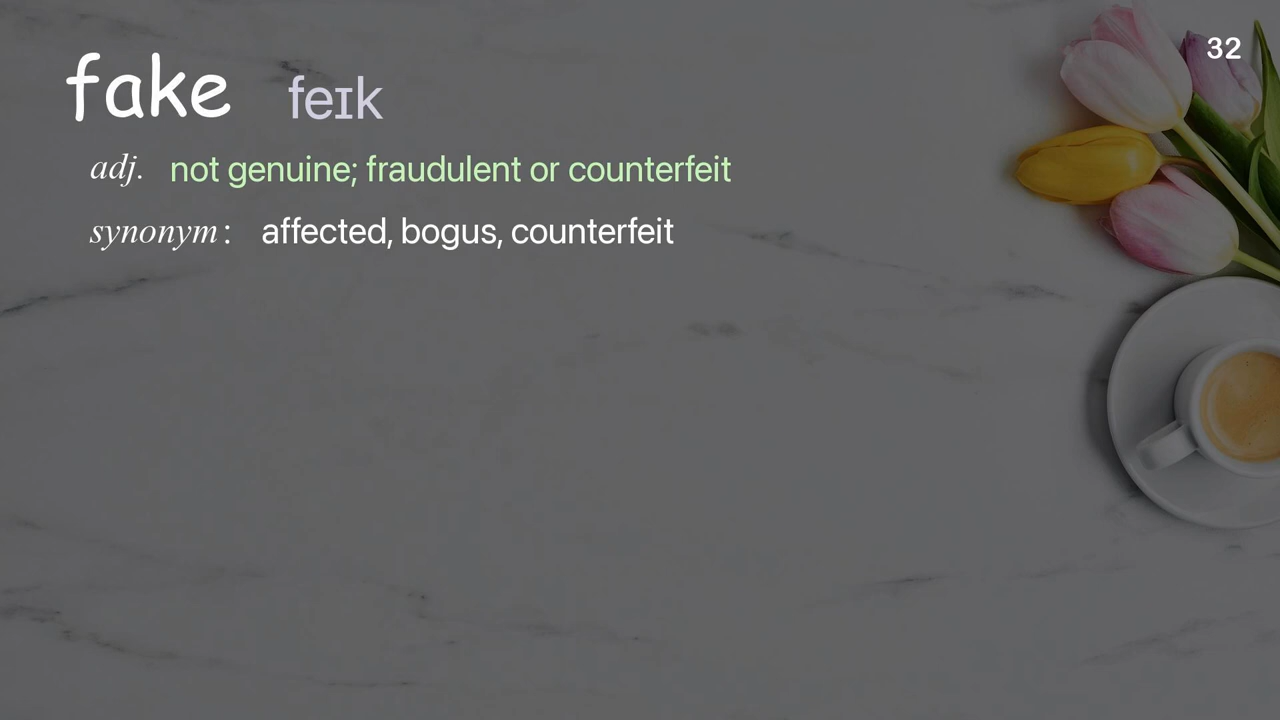 32
fake feɪk
adj. not genuine; fraudulent or counterfeit
synonym: affected, bogus, counterfeit